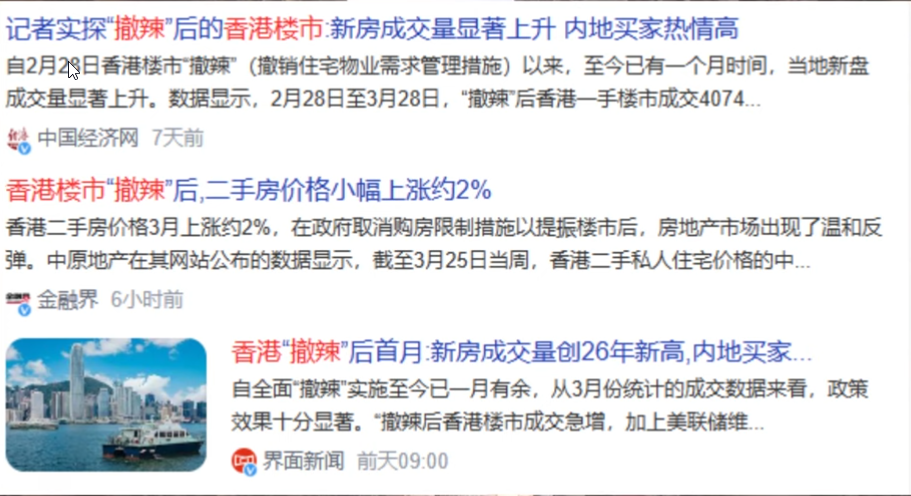 记者实探“撤辣”后的香港楼市:新房成交量显著上升 内地买家热情高
自2月28日香港楼市“撤辣”（撤销住宅物业需求管理措施）以来，至今已有一个月时间，当地新盘
成交量显著上升。数据显示，2月28日至3月28日，“撤辣”后香港一手楼市成交4074...
中国经济网 7天前
香港楼市“撤辣”后,二手房价格小幅上涨约2%
香港二手房价格3月上涨约2%，在政府取消购房限制措施以提振楼市后，房地产市场出现了温和反
弹。中原地产在其网站公布的数据显示，截至3月25日当周，香港二手私人住宅价格的中...
金融界 6小时前
香港“撤辣”后首月:新房成交量创26年新高,内地买家...
自全面“撤辣”实施至今已一月有余，从3月份统计的成交数据来看，政策
效果十分显著。“撤辣后香港楼市成交急增，加上美联储维...
界面新闻 前天09:00